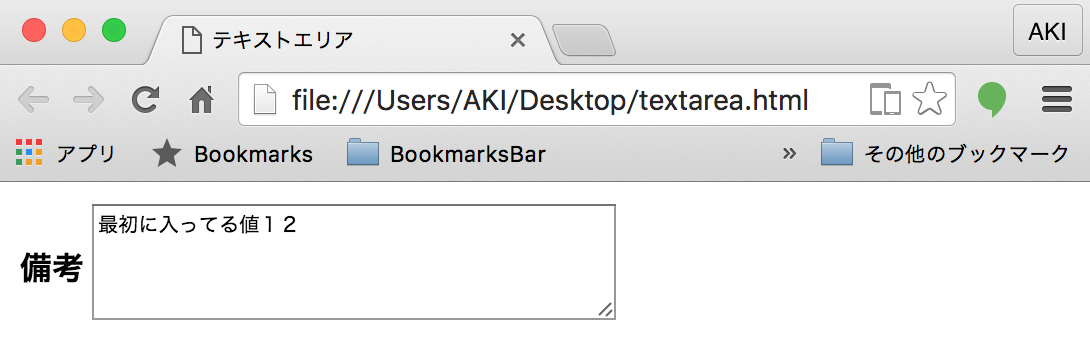 テキストエリア
AKI
file:///Users/AKI/Desktop/textarea.html
アプリ Bookmarks BookmarksBar » その他のブックマーク
最初に入ってる値１２
備考